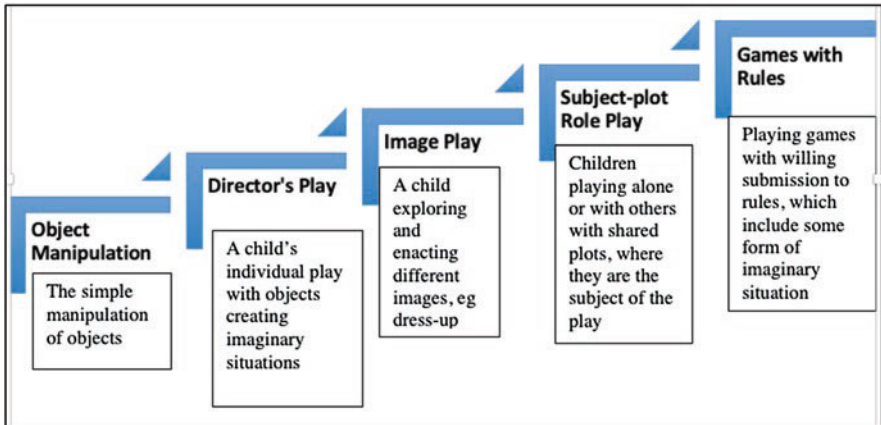 Object
Manipulation
The simple
manipulation
of objects
Director's Play
A child's
individual play
with objects
creating
imaginary
situations
Image Play
A child
exploring
and
enacting
different
images, eg
dress-up
Subject-plot
Role Play
Children
playing alone
or with others
with shared
plots, where
they are the
subject of the
play
Games with
Rules
Playing games
with willing
submission to
rules, which
include some
form of
imaginary
situation